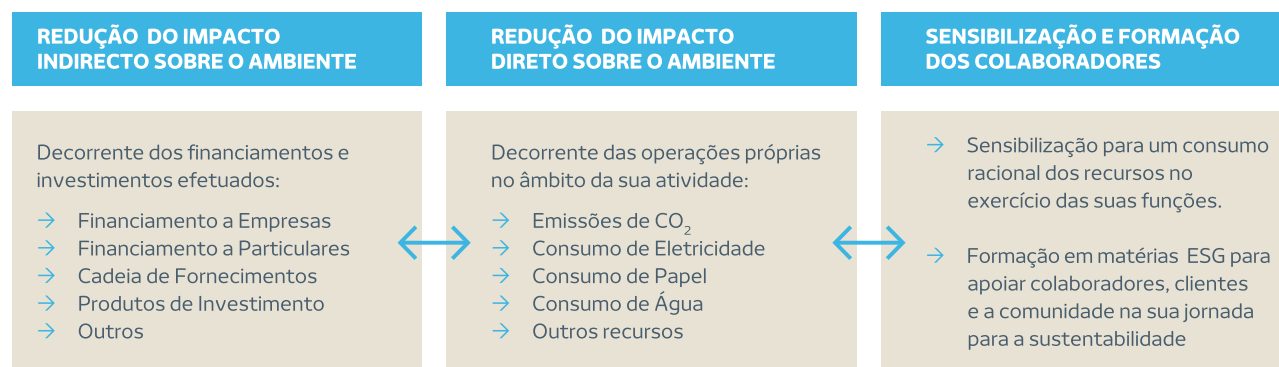 REDUÇÃO  DO IMPACTO
INDIRECTO SOBRE O AMBIENTE
Decorrente dos financiamentos e
investimentos efetuados:
→ Financiamento a Empresas
→ Financiamento a Particulares
→ Cadeia de Fornecimentos
→ Produtos de Investimento
→ Outros
REDUÇÃO  DO IMPACTO
DIRETO SOBRE O AMBIENTE
Decorrente das operações próprias
no âmbito da sua atividade:
→ Emissões de CO₂
→ Consumo de Eletricidade
→ Consumo de Papel
→ Consumo de Água
→ Outros recursos
SENSIBILIZAÇÃO E FORMAÇÃO
DOS COLABORADORES
→ Sensibilização para um consumo
racional dos recursos no
exercício das suas funções.
→ Formação em matérias  ESG para
apoiar colaboradores, clientes
e a comunidade na sua jornada
para a sustentabilidade